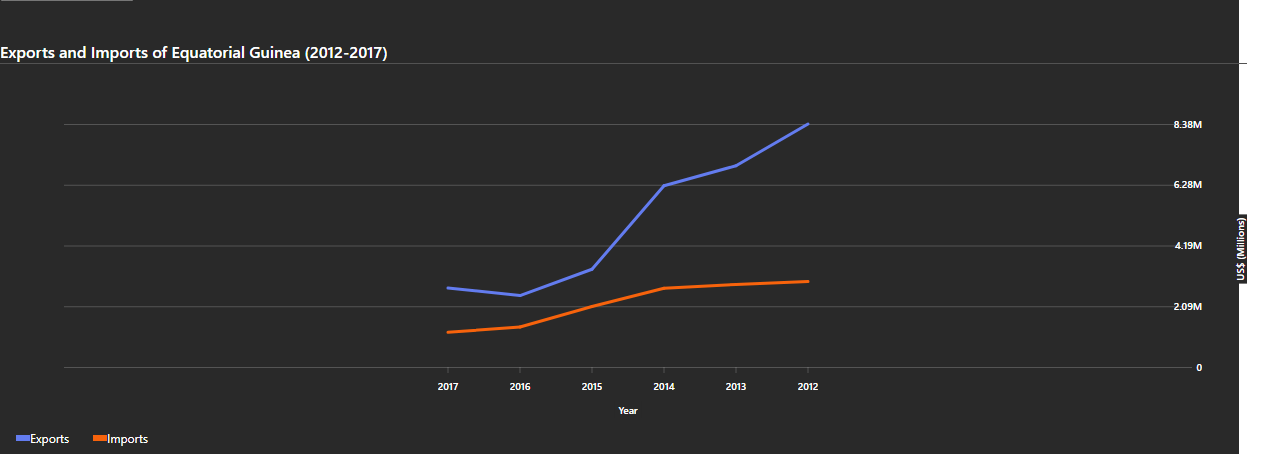 Exports and Imports of Equatorial Guinea (2012-2017)
8.38M
6.28M
4.19M
2.09M
0
US$ (Millions)
2017 2016 2015 2014 2013 2012
Year
Exports Imports